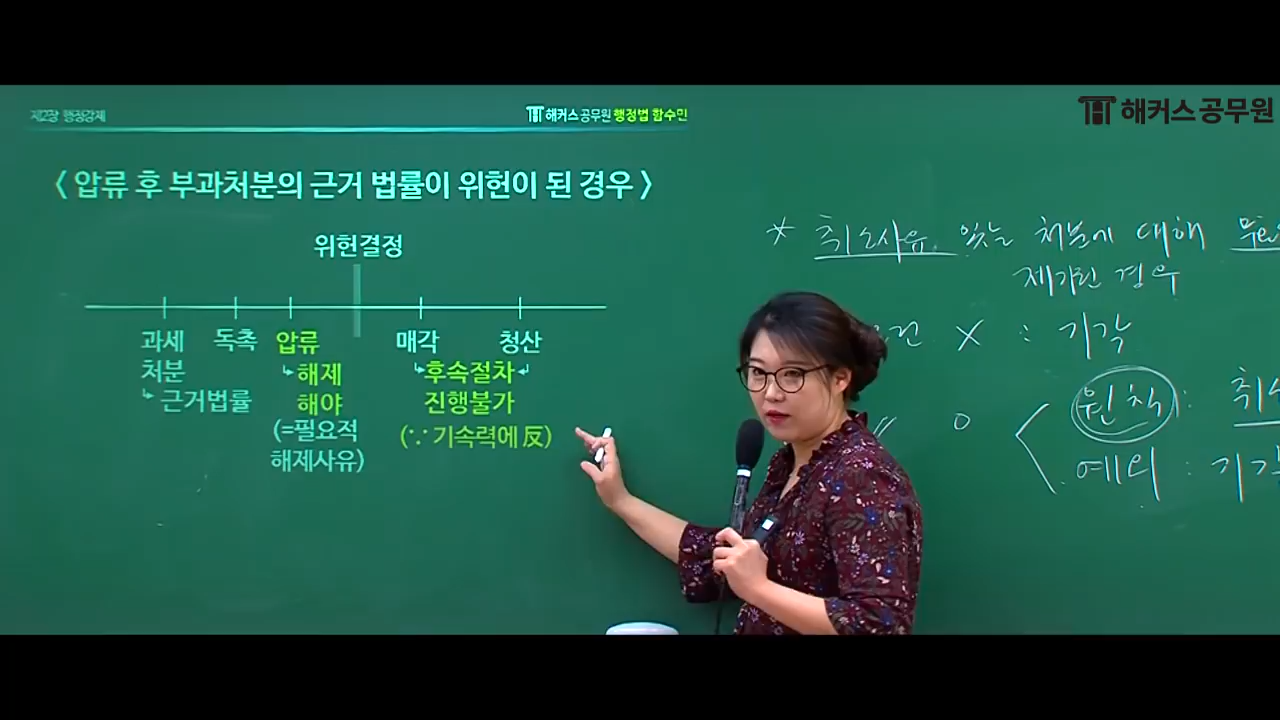 제2장 행정강제
해커스공무원 행정법 함수민
해커스공무원
〈 압류 후 부과처분의 근거 법률이 위헌이 된 경우 〉
위헌결정
과세 독촉 압류 매각 청산
처분 ↳해제 ↳후속절차↲
↳ 근거법률 해야 진행불가
(=필요적 (∵기속력에 反)
해제사유)
* 취소사유 있는 처분에 대해
제기된 경우
건 X : 기각
〃 O
원칙 : 취소
예외 : 기각